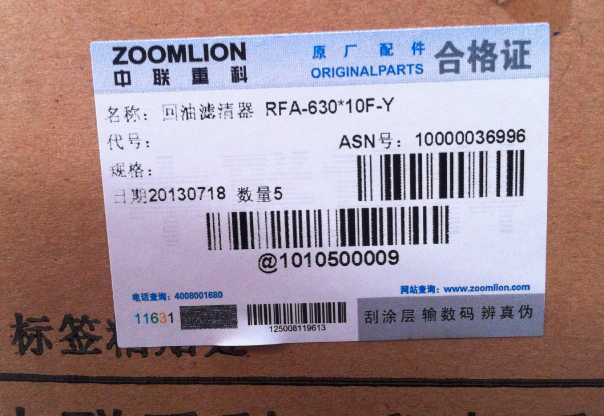 ZOOMLION
中联重科
原厂配件
ORIGINALPARTS
合格证
名称: 回油滤清器 RFA-630*10F-Y
代号:
ASN号: 10000036996
规格:
日期20130718 数量5
@1010500009
电话查询: 4008001680
网站查询: www.zoomlion.com
11631
125008119613
刮涂层 输数码 辨真伪
标签粘贴处